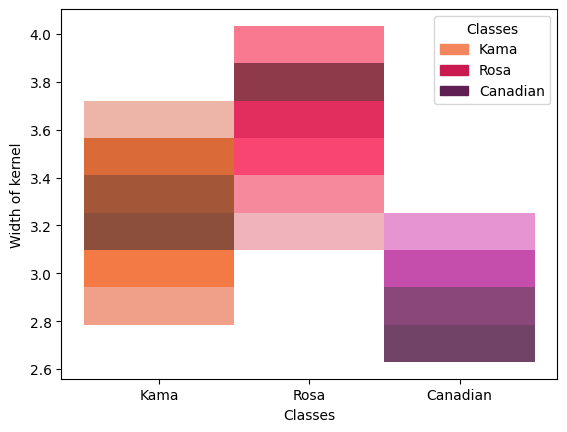 4.0
3.8
3.6
3.4
3.2
3.0
2.8
2.6
Width of kernel
Classes
Kama
Rosa
Canadian
Kama Rosa Canadian
Classes